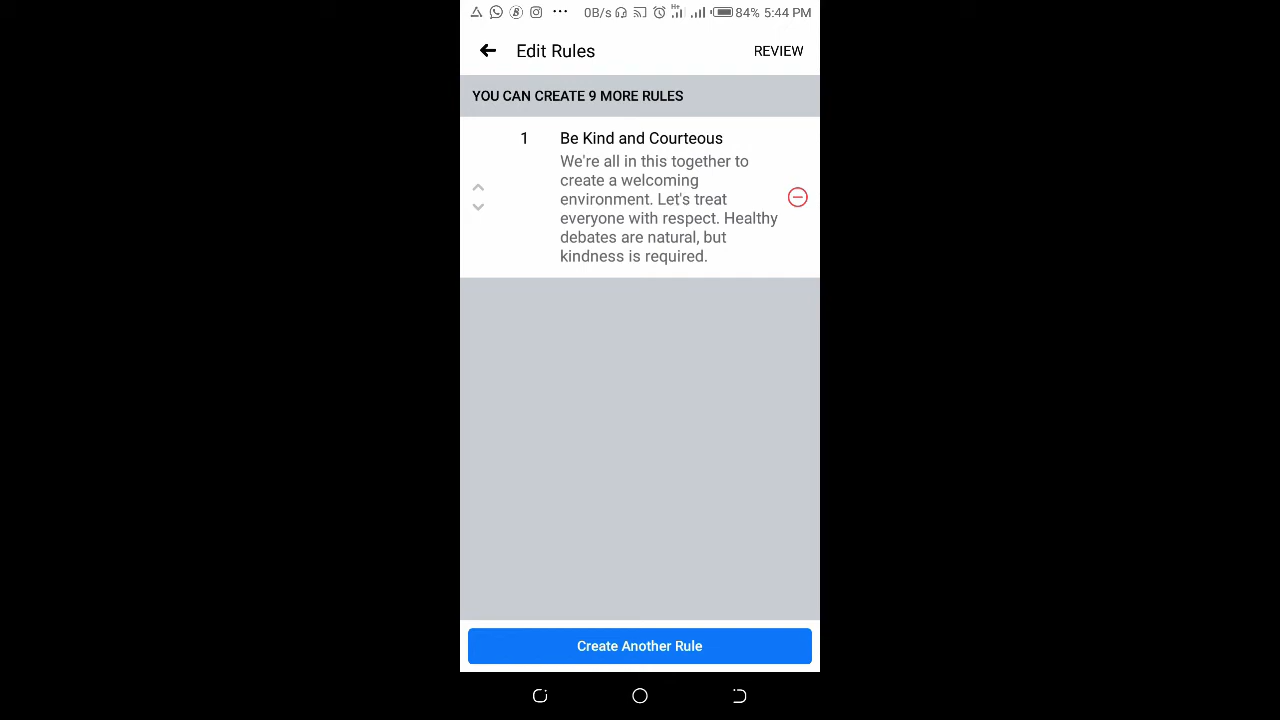 0B/s H+ 84% 5:44 PM
Edit Rules REVIEW
YOU CAN CREATE 9 MORE RULES
1 Be Kind and Courteous
We're all in this together to
create a welcoming
environment. Let's treat
everyone with respect. Healthy
debates are natural, but
kindness is required.
Create Another Rule